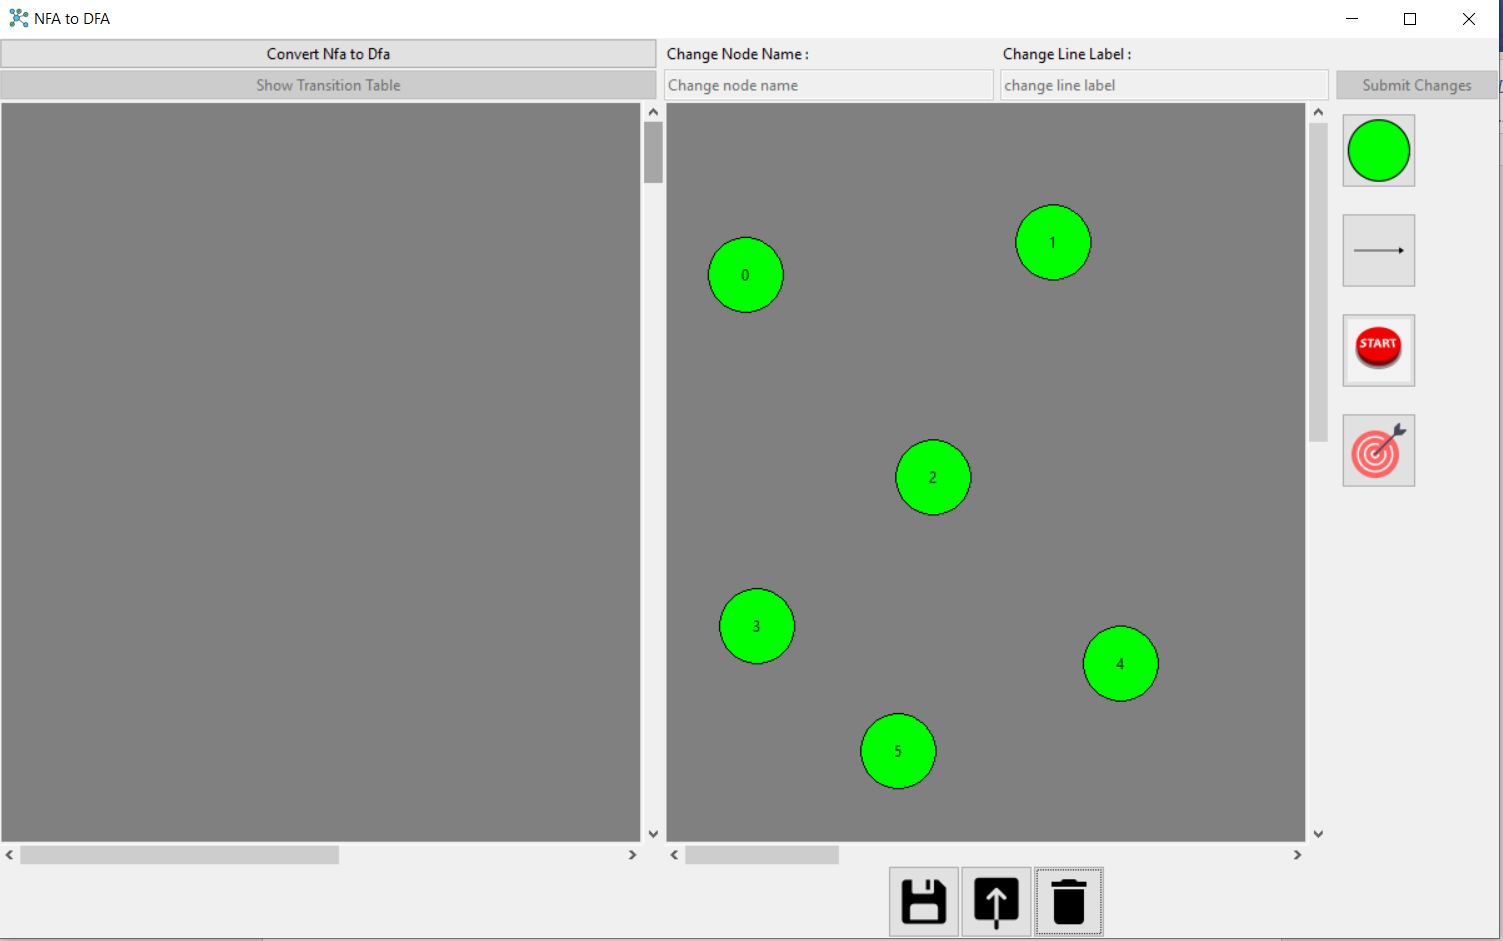 NFA to DFA
Convert Nfa to Dfa
Change Node Name :
Change Line Label :
Show Transition Table
Change node name
change line label
Submit Changes
0
1
START
2
3
4
5